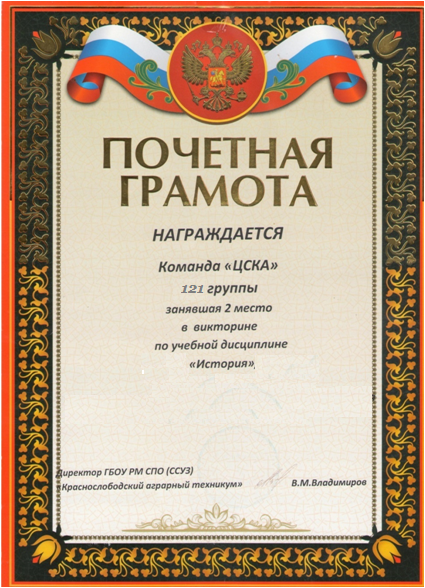 ПОЧЕТНАЯ
ГРАМОТА
НАГРАЖДАЕТСЯ
Команда «ЦСКА»
121 группы
занявшая 2 место
в викторине
по учебной дисциплине
«История»
Директор ГБОУ РМ СПО (ССУЗ)
«Краснослободский аграрный техникум» В.М.Владимиров